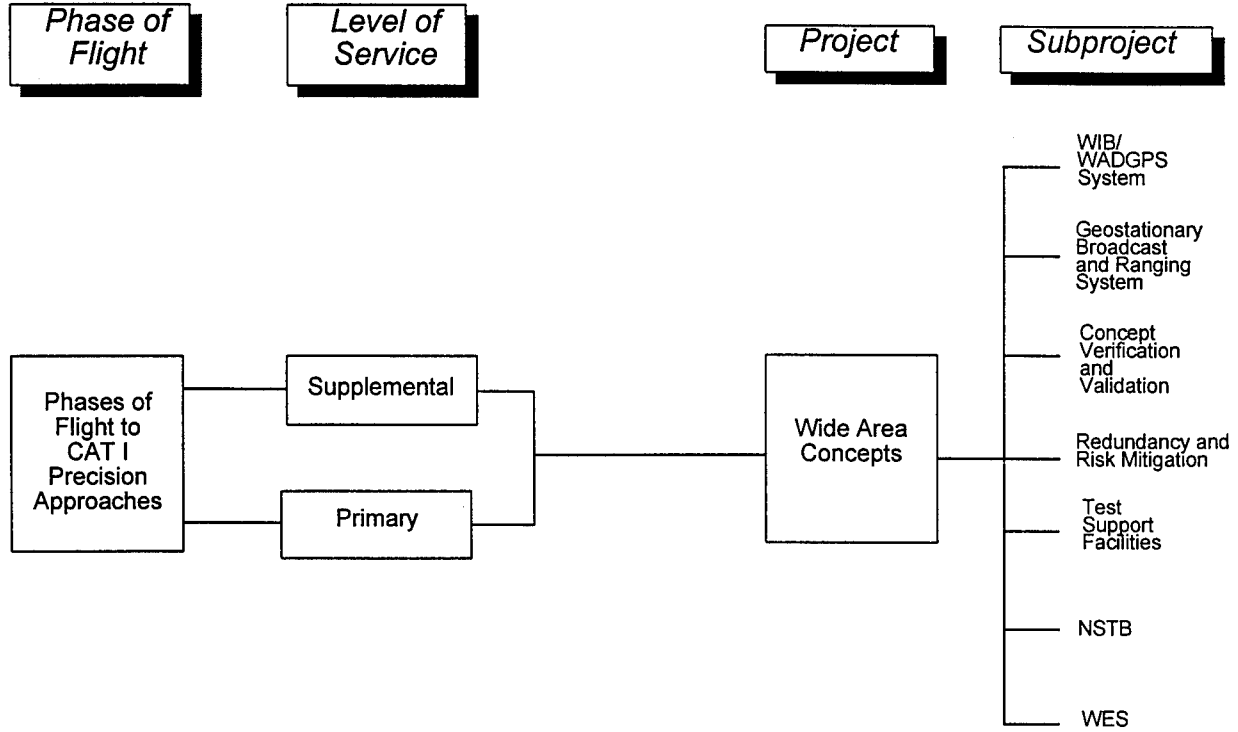 Phase of
Flight
Level of
Service
Project
Subproject
WIB/
WADGPS
System
Geostationary
Broadcast
and Ranging
System
Concept
Verification
and
Validation
Redundancy and
Risk Mitigation
Test
Support
Facilities
NSTB
WES
Phases of
Flight to
CAT I
Precision
Approaches
Supplemental
Primary
Wide Area
Concepts